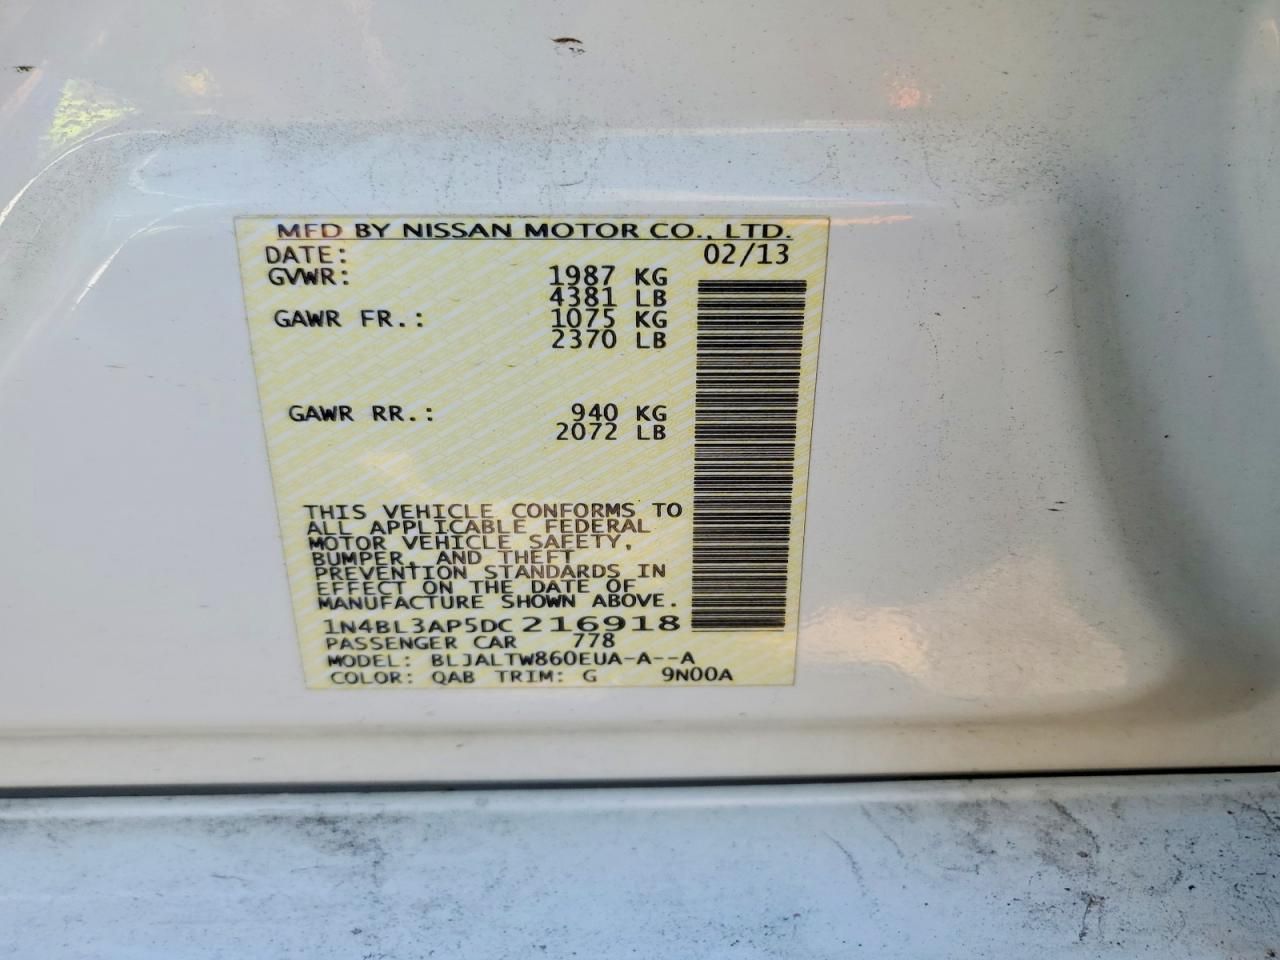 MFD BY NISSAN MOTOR CO., LTD.
DATE: 02/13
GVWR: 1987 KG
4381 LB
GAWR FR.: 1075 KG
2370 LB
GAWR RR.: 940 KG
2072 LB
THIS VEHICLE CONFORMS TO
ALL APPLICABLE FEDERAL
MOTOR VEHICLE SAFETY,
BUMPER, AND THEFT
PREVENTION STANDARDS IN
EFFECT ON THE DATE OF
MANUFACTURE SHOWN ABOVE.
1N4BL3AP5DC216918
PASSENGER CAR 778
MODEL: BLJALTW860EUA-A--A
COLOR: QAB TRIM: G 9N00A